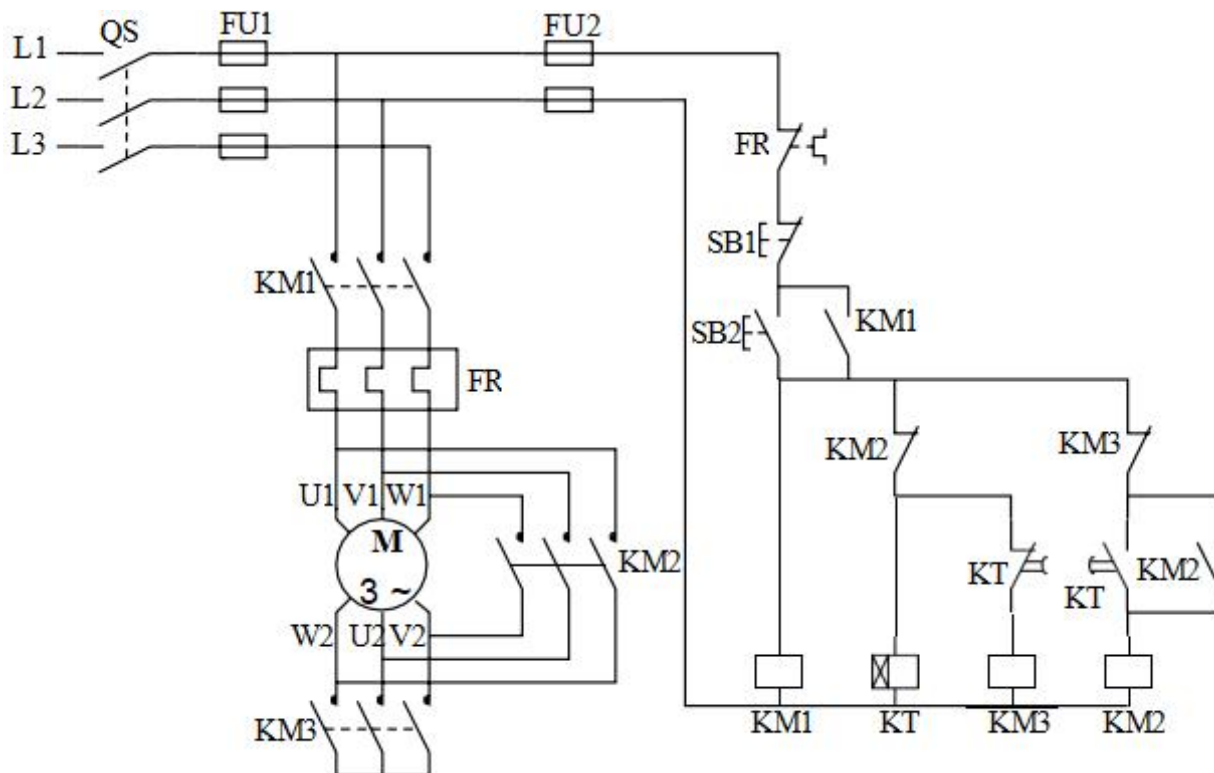 QS FU1 FU2
L1
L2
L3
FR
SB1
KM1
SB2 KM1
FR
KM2 KM3
U1 V1 W1
M
3 ~
KM2
KT KT KM2
W2 U2 V2
KM3
KM1 KT KM3 KM2